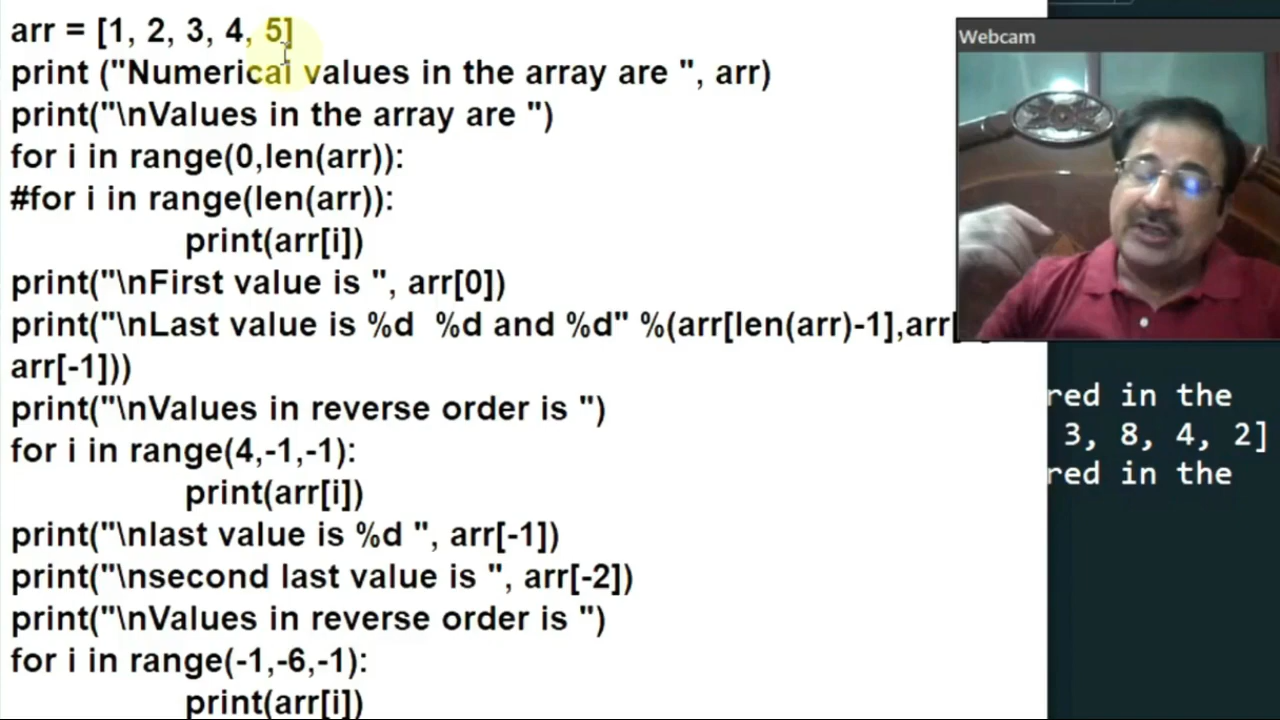 arr = [1, 2, 3, 4, 5]
print ("Numerical values in the array are ", arr)
print("\nValues in the array are ")
for i in range(0,len(arr)):
#for i in range(len(arr)):
print(arr[i])
print("\nFirst value is ", arr[0])
print("\nLast value is %d  %d and %d" %(arr[len(arr)-1],arr[
arr[-1]))
print("\nValues in reverse order is ")
for i in range(4,-1,-1):
print(arr[i])
print("\nlast value is %d ", arr[-1])
print("\nsecond last value is ", arr[-2])
print("\nValues in reverse order is ")
for i in range(-1,-6,-1):
print(arr[i])
Webcam
red in the
3, 8, 4, 2]
red in the